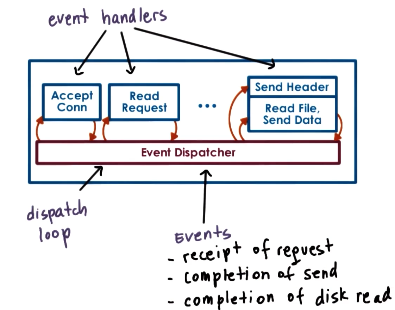 event handlers
Accept
Conn
Read
Request
...
Send Header
Read File,
Send Data
Event Dispatcher
dispatch
loop
Events
- receipt of request
- completion of send
- completion of disk read